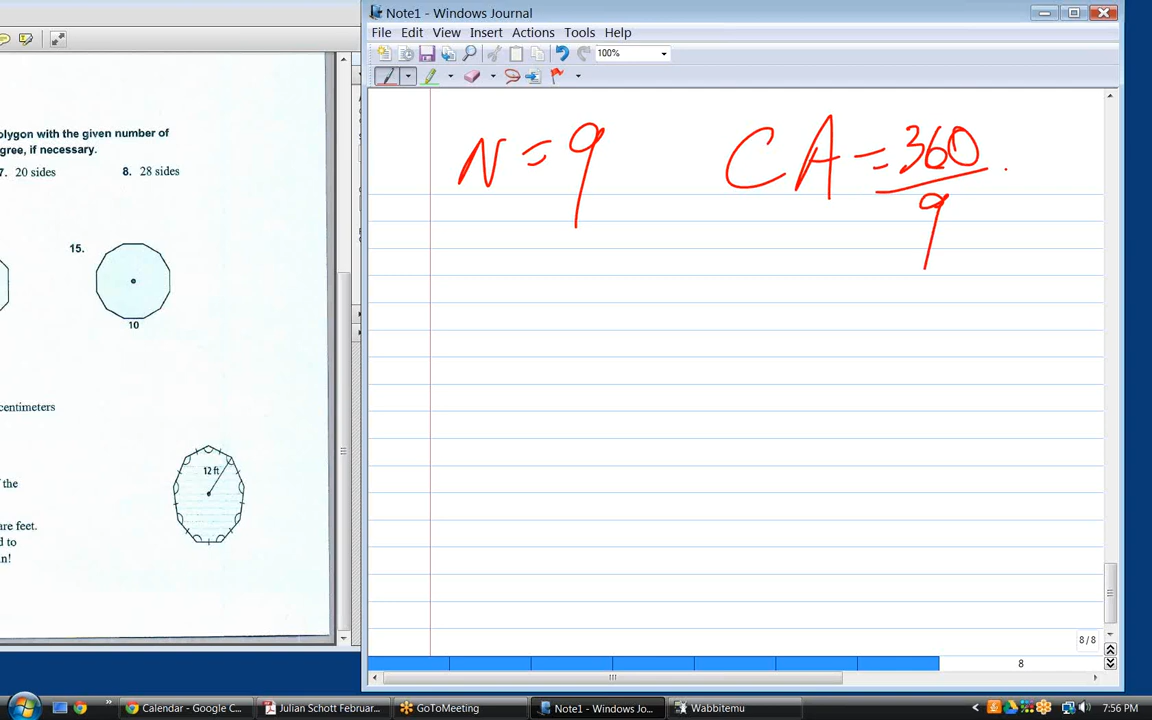 Note1 - Windows Journal
File Edit View Insert Actions Tools Help
100%
olygon with the given number of
egree, if necessary.
7. 20 sides 8. 28 sides
15.
10
centimeters
12 ft
f the
are feet.
d to
n!
N = 9 CA = 360
9
8/8
8
Calendar - Google C...
Julian Schott Februar...
GoToMeeting
Note1 - Windows Jo...
Wabbitemu
7:56 PM